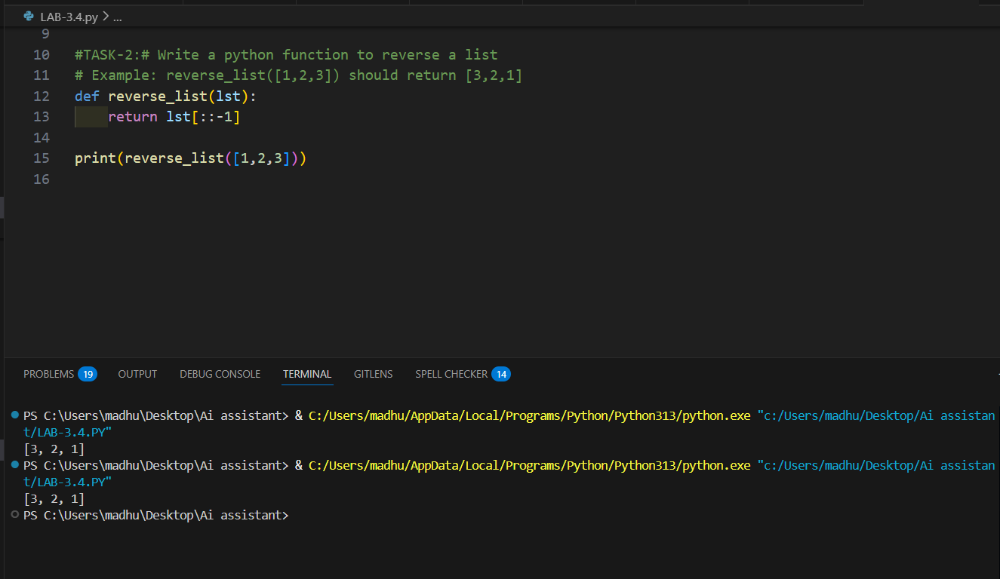 LAB-3.4.py > ...
9
10 #TASK-2:# Write a python function to reverse a list
11 # Example: reverse_list([1,2,3]) should return [3,2,1]
12 def reverse_list(lst):
13     return lst[::-1]
14
15 print(reverse_list([1,2,3]))
16
PROBLEMS 19 OUTPUT DEBUG CONSOLE TERMINAL GITLENS SPELL CHECKER 14
PS C:\Users\madhu\Desktop\Ai assistant> & C:/Users/madhu/AppData/Local/Programs/Python/Python313/python.exe "c:/Users/madhu/Desktop/Ai assistan
t/LAB-3.4.PY"
[3, 2, 1]
PS C:\Users\madhu\Desktop\Ai assistant> & C:/Users/madhu/AppData/Local/Programs/Python/Python313/python.exe "c:/Users/madhu/Desktop/Ai assistan
t/LAB-3.4.PY"
[3, 2, 1]
PS C:\Users\madhu\Desktop\Ai assistant>